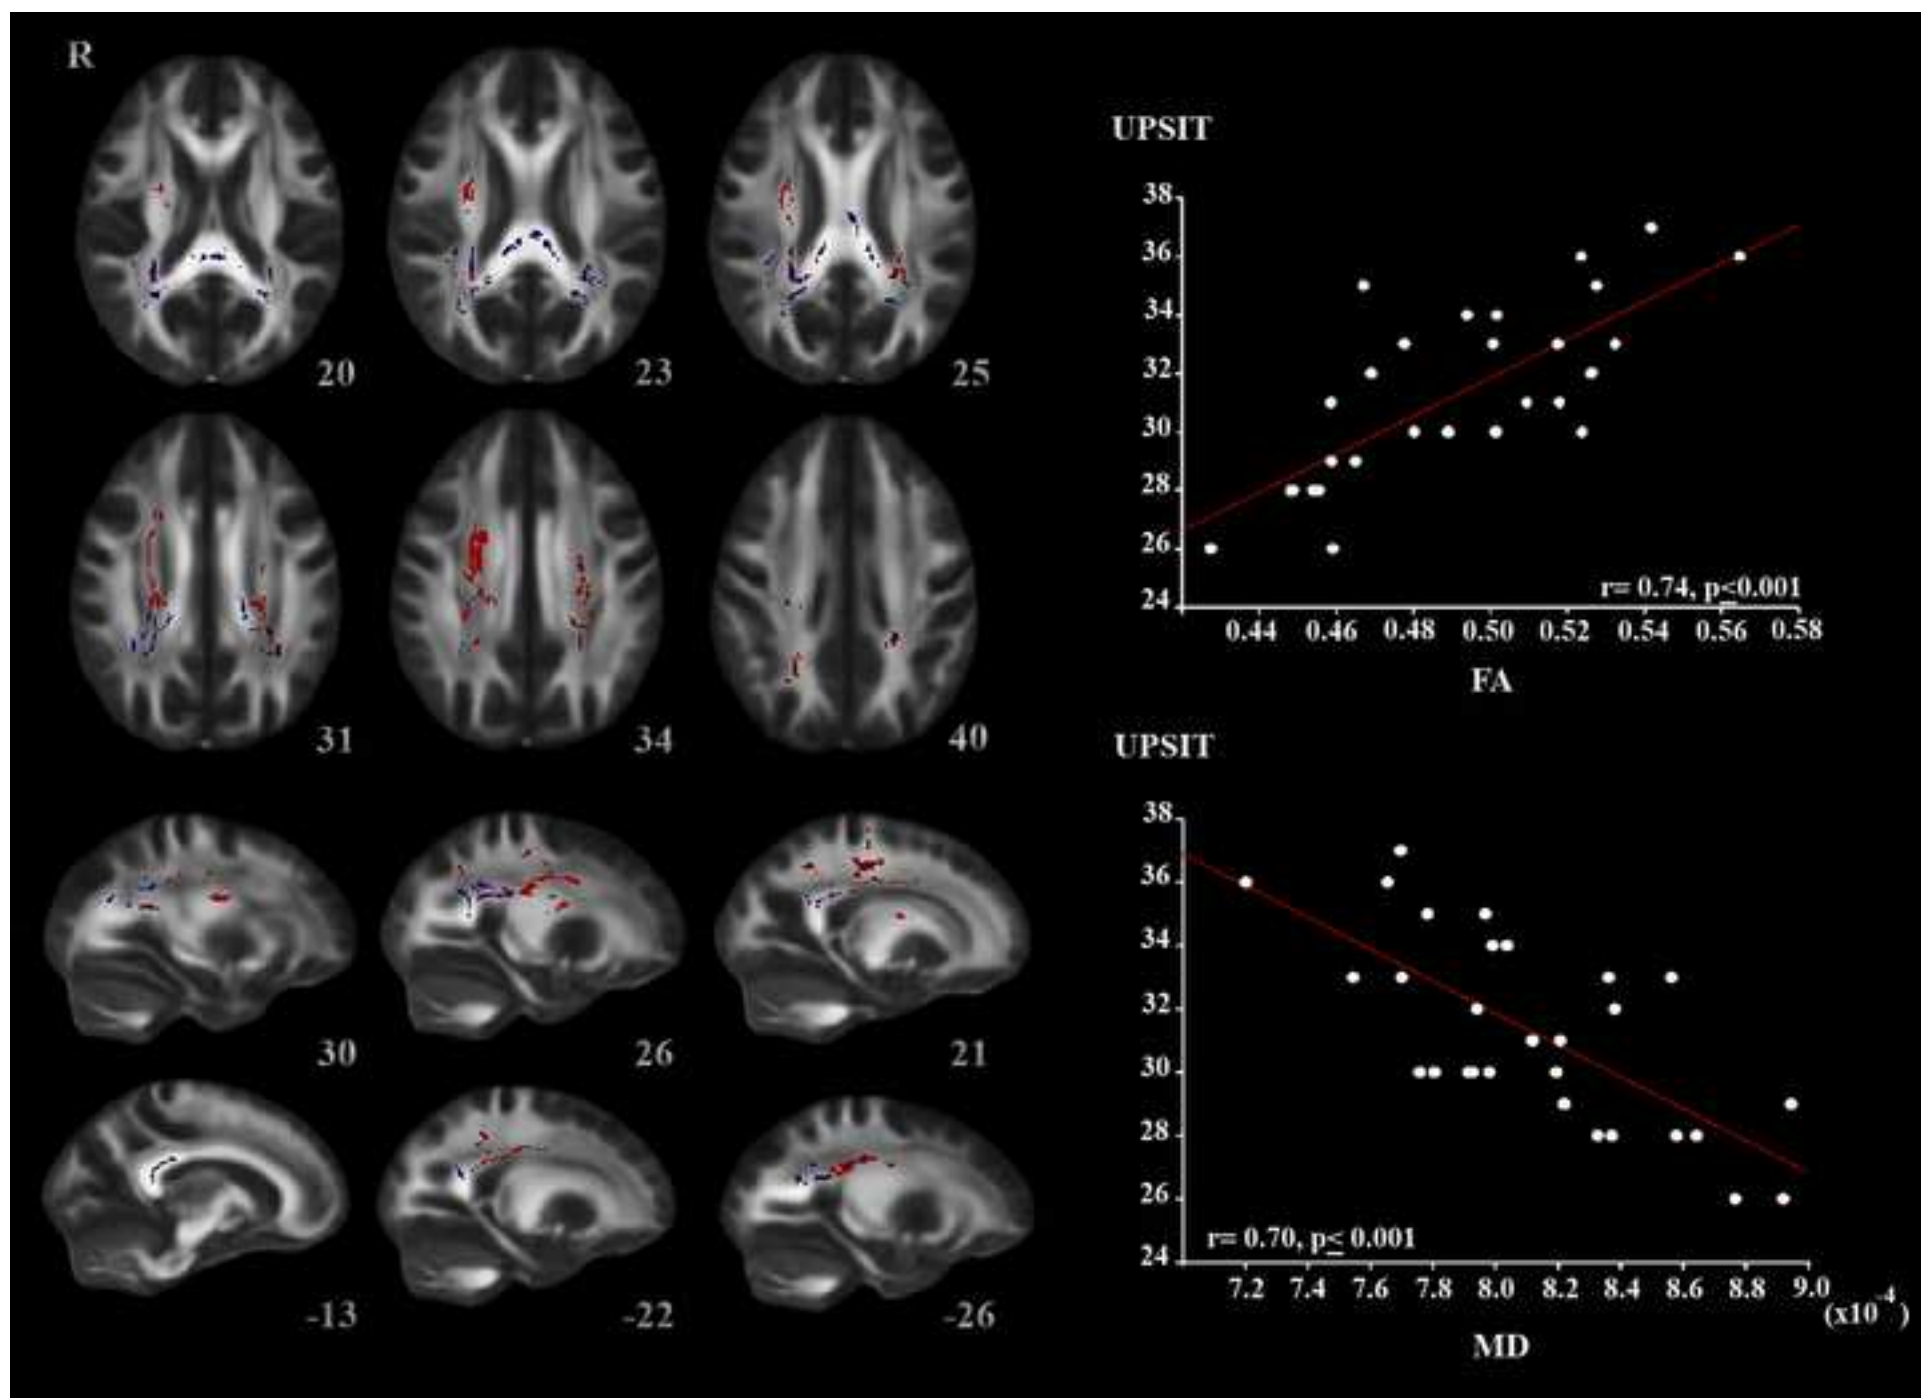 R
20
23
25
31
34
40
30
26
21
-13
-22
-26
UPSIT
38
36
34
32
30
28
26
24
r= 0.74, p≤0.001
0.44 0.46 0.48 0.50 0.52 0.54 0.56 0.58
FA
UPSIT
38
36
34
32
30
28
26
24
r= 0.70, p≤ 0.001
7.2 7.4 7.6 7.8 8.0 8.2 8.4 8.6 8.8 9.0
(x10⁻⁴)
MD